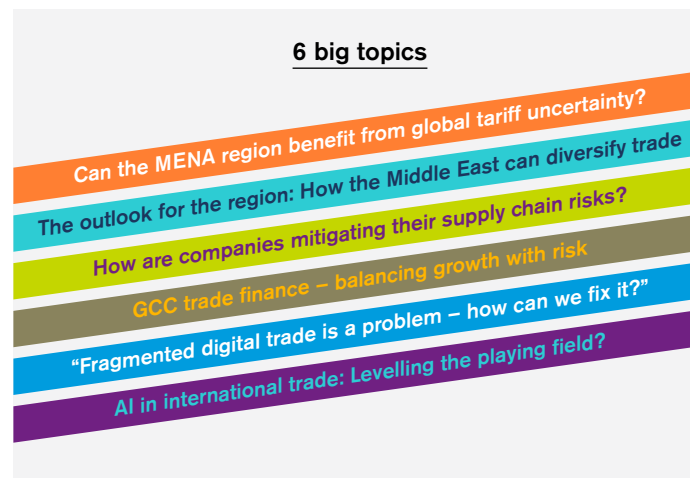 6 big topics
Can the MENA region benefit from global tariff uncertainty?
The outlook for the region: How the Middle East can diversify trade
How are companies mitigating their supply chain risks?
GCC trade finance – balancing growth with risk
“Fragmented digital trade is a problem – how can we fix it?”
AI in international trade: Levelling the playing field?